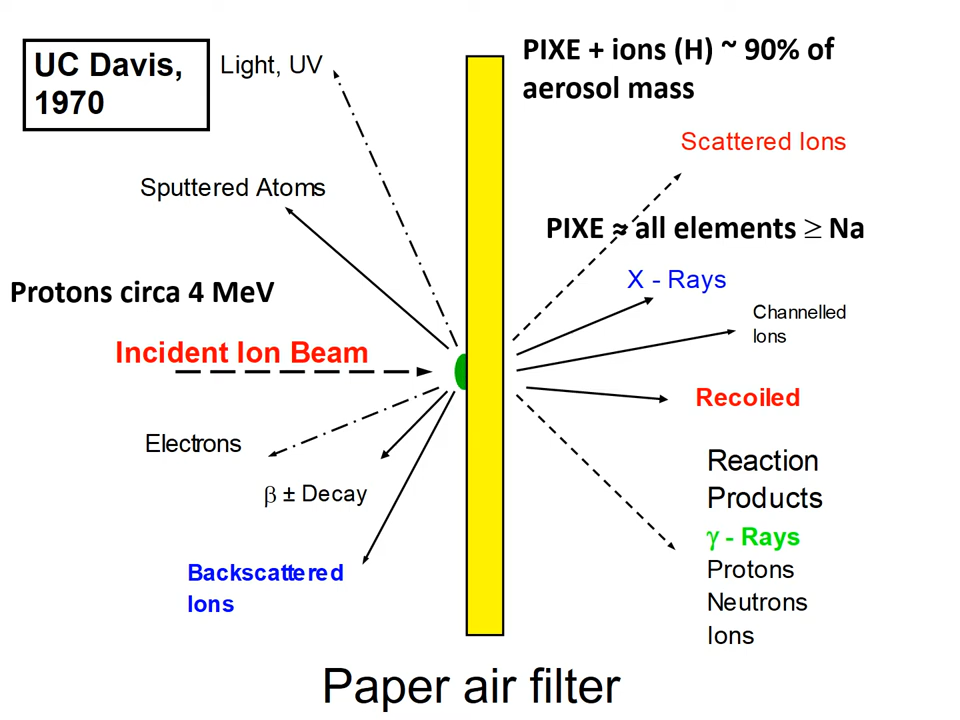 UC Davis,
1970
Light, UV
PIXE + ions (H) ~ 90% of
aerosol mass
Scattered Ions
Sputtered Atoms
PIXE ≈ all elements ≥ Na
X - Rays
Protons circa 4 MeV
Channelled
Ions
Incident Ion Beam
Recoiled
Electrons
β ± Decay
Reaction
Products
γ - Rays
Protons
Neutrons
Ions
Backscattered
Ions
Paper air filter